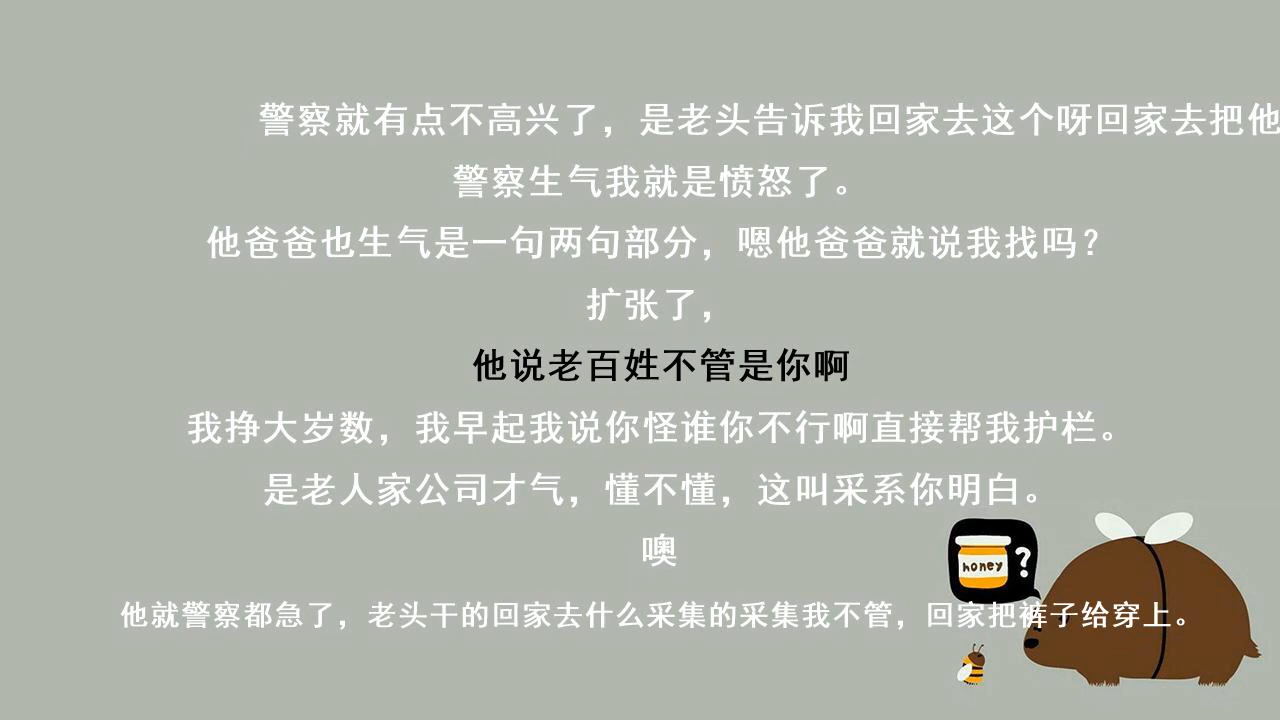 警察就有点不高兴了，是老头告诉我回家去这个呀回家去把他
警察生气我就是愤怒了。
他爸爸也生气是一句两句部分，嗯他爸爸就说我找吗？
扩张了，
他说老百姓不管是你啊
我挣大岁数，我早起我说你怪谁你不行啊直接帮我护栏。
是老人家公司才气，懂不懂，这叫采系你明白。
噢
honey ?
他就警察都急了，老头干的回家去什么采集的采集我不管，回家把裤子给穿上。